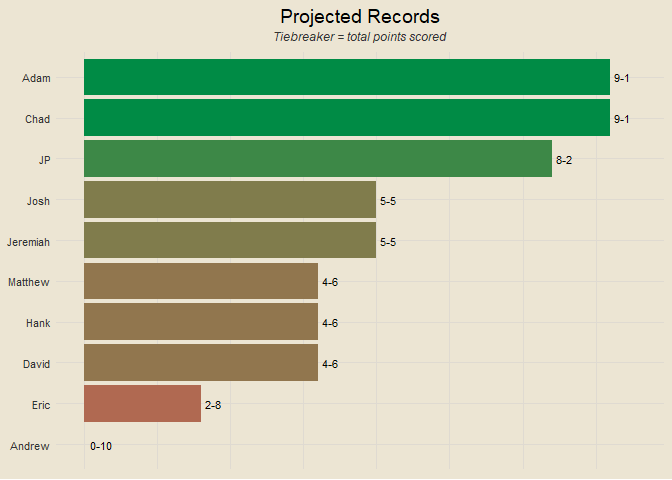 Projected Records
Tiebreaker = total points scored
Adam 9-1
Chad 9-1
JP 8-2
Josh 5-5
Jeremiah 5-5
Matthew 4-6
Hank 4-6
David 4-6
Eric 2-8
Andrew 0-10